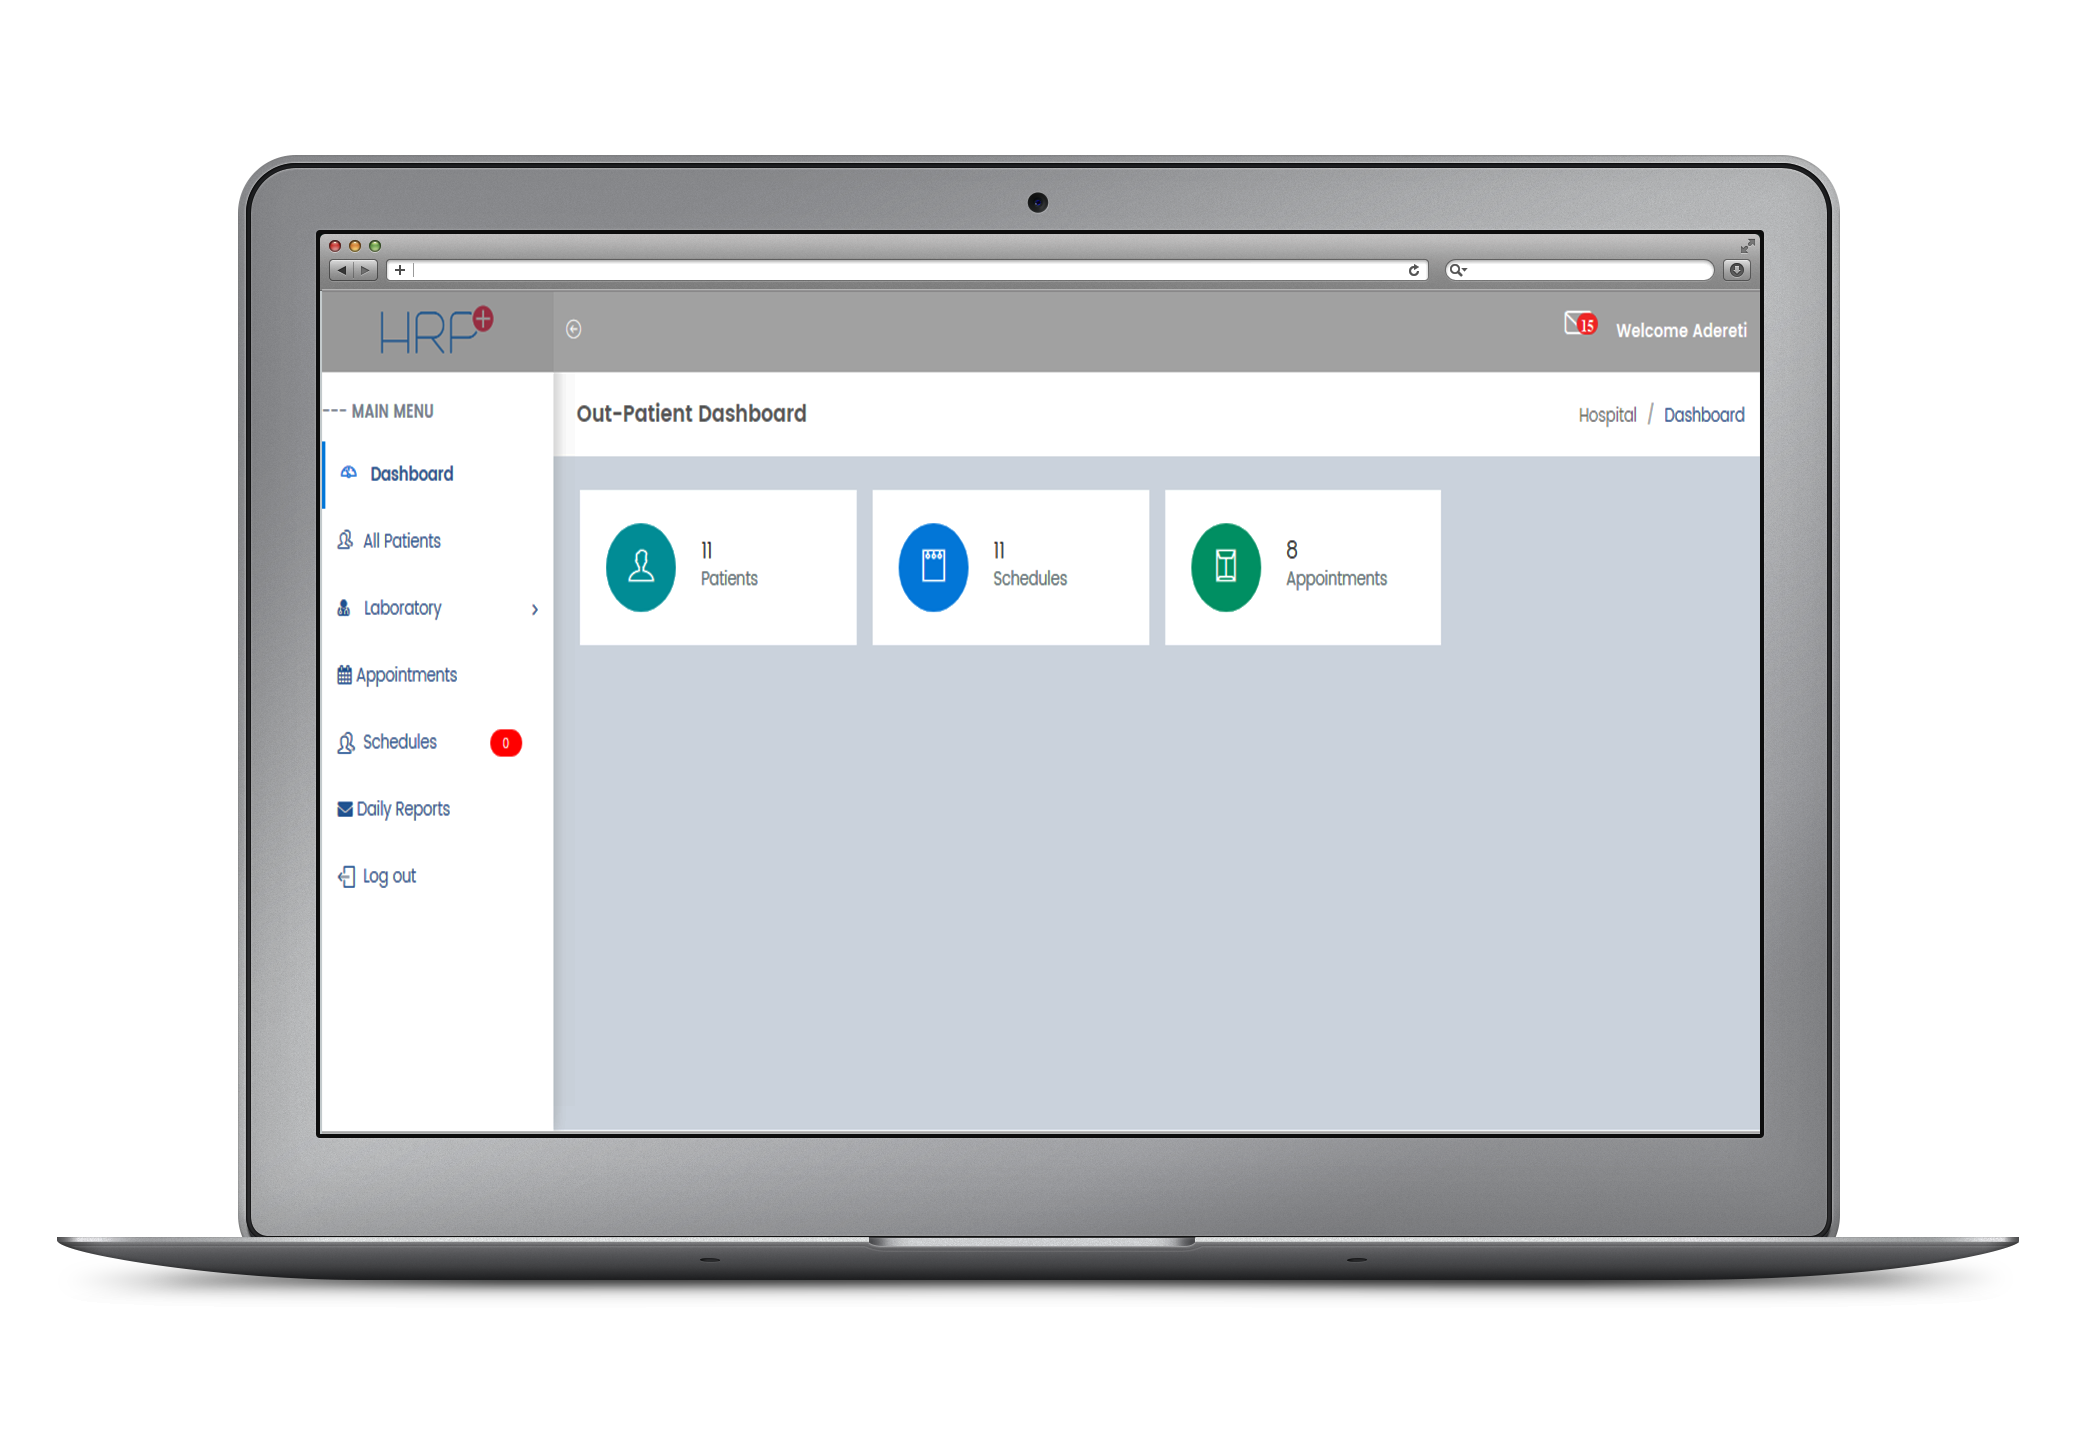 HRP+
15
Welcome Adereti
--- MAIN MENU
Dashboard
All Patients
Laboratory
Appointments
Schedules 0
Daily Reports
Log out
Out-Patient Dashboard
Hospital / Dashboard
11
Patients
11
Schedules
8
Appointments